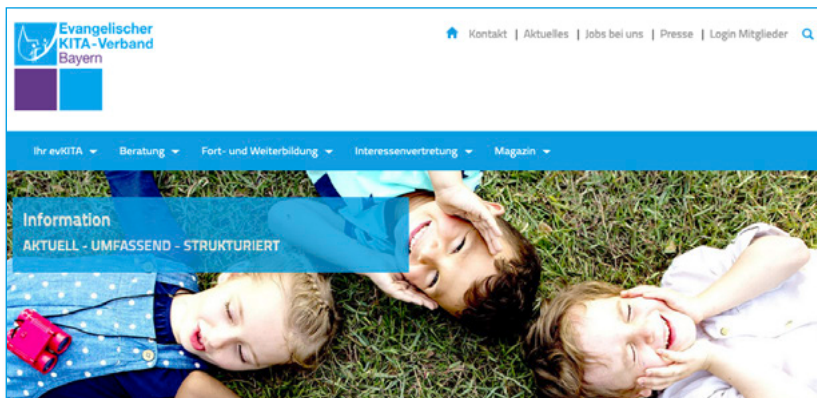 Evangelischer
KITA-Verband
Bayern
Kontakt | Aktuelles | Jobs bei uns | Presse | Login Mitglieder
Ihr evKITA Beratung Fort- und Weiterbildung Interessenvertretung Magazin
Information
AKTUELL - UMFASSEND - STRUKTURIERT